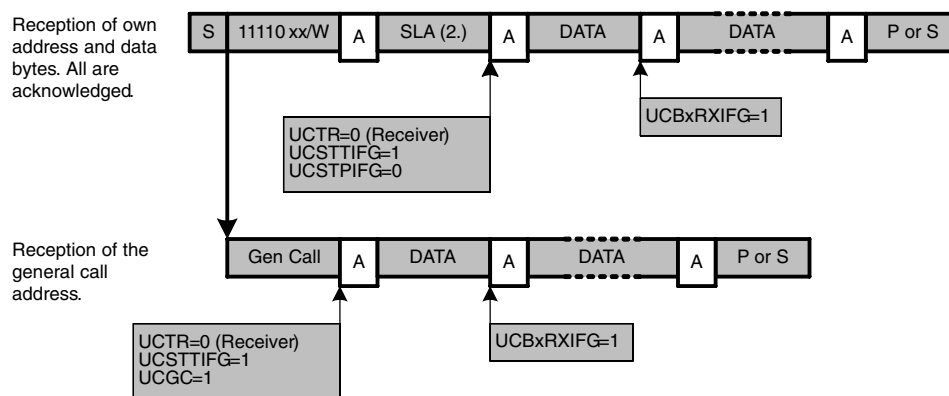 Reception of own
address and data
bytes. All are
acknowledged.
S 11110 xx/W A SLA (2.) A DATA A DATA A P or S
UCTR=0 (Receiver)
UCSTTIFG=1
UCSTPIFG=0
UCBxRXIFG=1
Reception of the
general call
address.
Gen Call A DATA A DATA A P or S
UCTR=0 (Receiver)
UCSTTIFG=1
UCGC=1
UCBxRXIFG=1